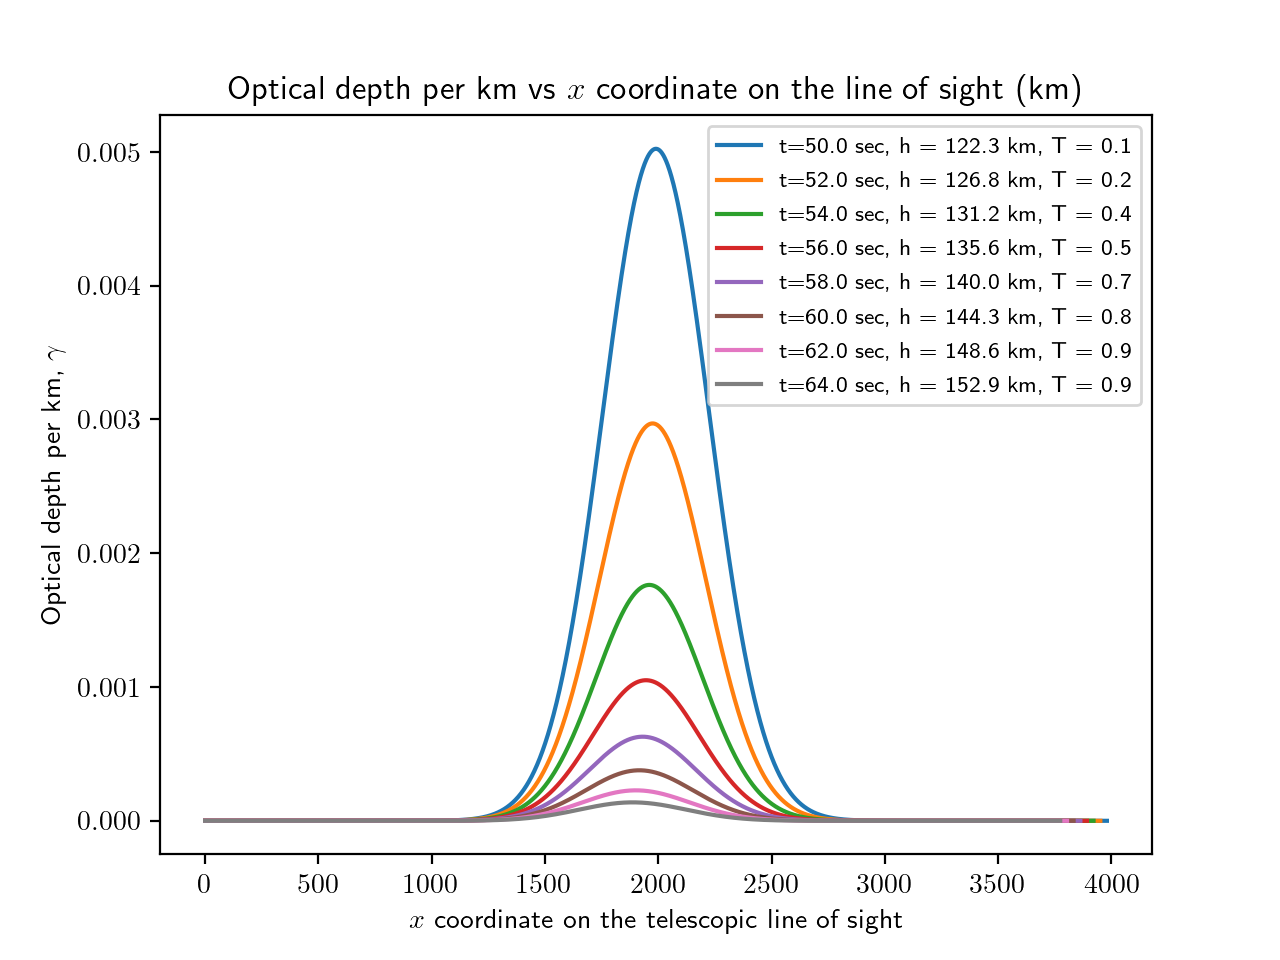 Optical depth per km vs x coordinate on the line of sight (km)
t=50.0 sec, h = 122.3 km, T = 0.1
t=52.0 sec, h = 126.8 km, T = 0.2
t=54.0 sec, h = 131.2 km, T = 0.4
t=56.0 sec, h = 135.6 km, T = 0.5
t=58.0 sec, h = 140.0 km, T = 0.7
t=60.0 sec, h = 144.3 km, T = 0.8
t=62.0 sec, h = 148.6 km, T = 0.9
t=64.0 sec, h = 152.9 km, T = 0.9
Optical depth per km, γ
0.005
0.004
0.003
0.002
0.001
0.000
0 500 1000 1500 2000 2500 3000 3500 4000
x coordinate on the telescopic line of sight